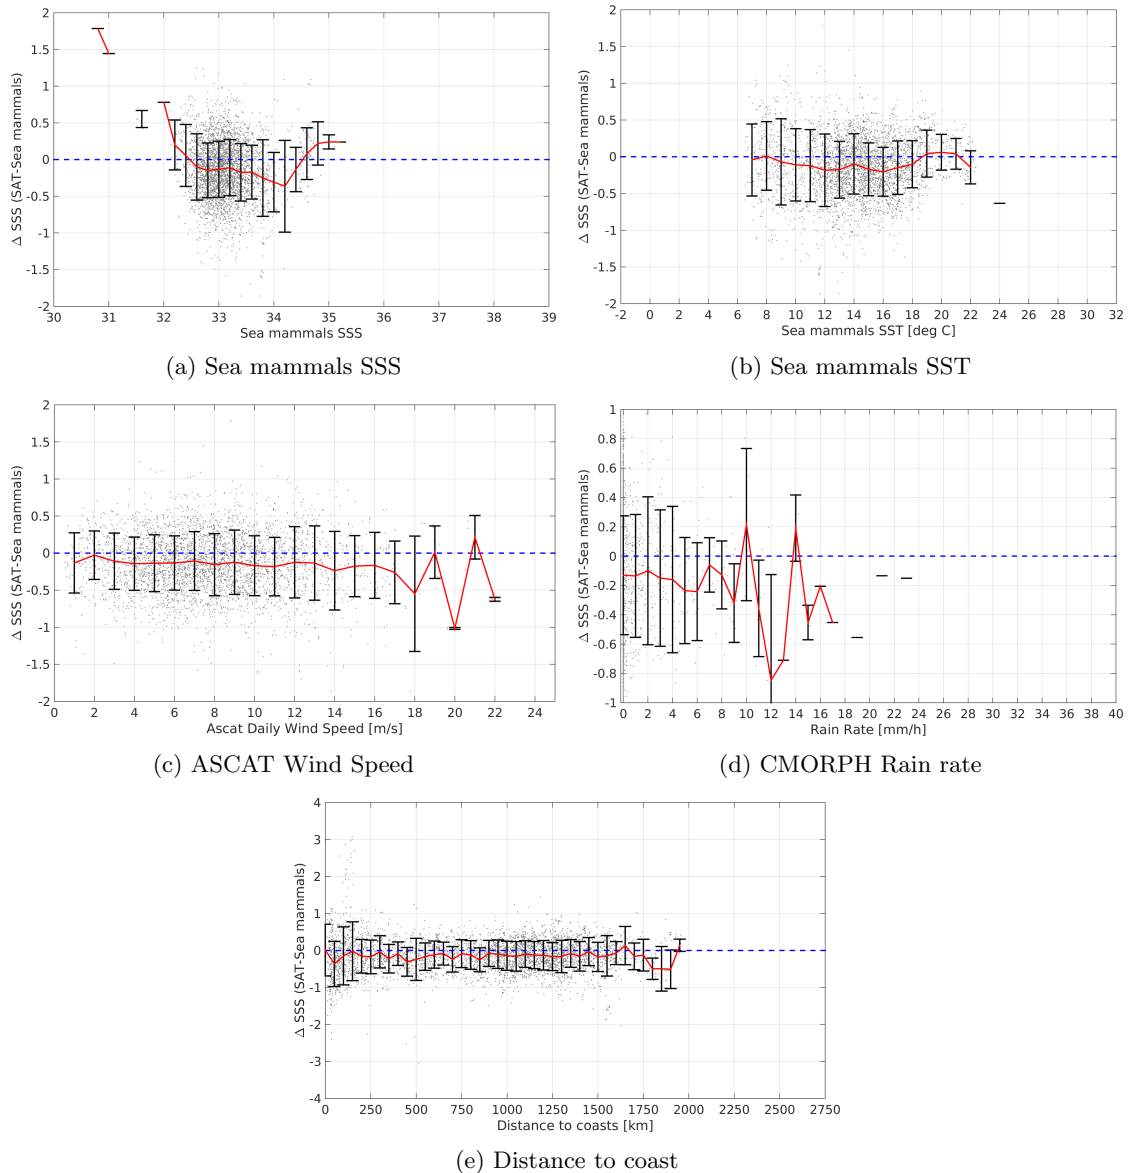 2
1.5
1
0.5
0
-0.5
-1
-1.5
-2
Δ SSS (SAT-Sea mammals)
30 31 32 33 34 35 36 37 38 39
Sea mammals SSS
(a) Sea mammals SSS
2
1.5
1
0.5
0
-0.5
-1
-1.5
-2
Δ SSS (SAT-Sea mammals)
-2 0 2 4 6 8 10 12 14 16 18 20 22 24 26 28 30 32
Sea mammals SST [deg C]
(b) Sea mammals SST
2
1.5
1
0.5
0
-0.5
-1
-1.5
-2
Δ SSS (SAT-Sea mammals)
0 2 4 6 8 10 12 14 16 18 20 22 24
Ascat Daily Wind Speed [m/s]
(c) ASCAT Wind Speed
1
0.8
0.6
0.4
0.2
0
-0.2
-0.4
-0.6
-0.8
-1
Δ SSS (SAT-Sea mammals)
0 2 4 6 8 10 12 14 16 18 20 22 24 26 28 30 32 34 36 38 40
Rain Rate [mm/h]
(d) CMORPH Rain rate
4
3
2
1
0
-1
-2
-3
-4
Δ SSS (SAT-Sea mammals)
0 250 500 750 1000 1250 1500 1750 2000 2250 2500 2750
Distance to coasts [km]
(e) Distance to coast